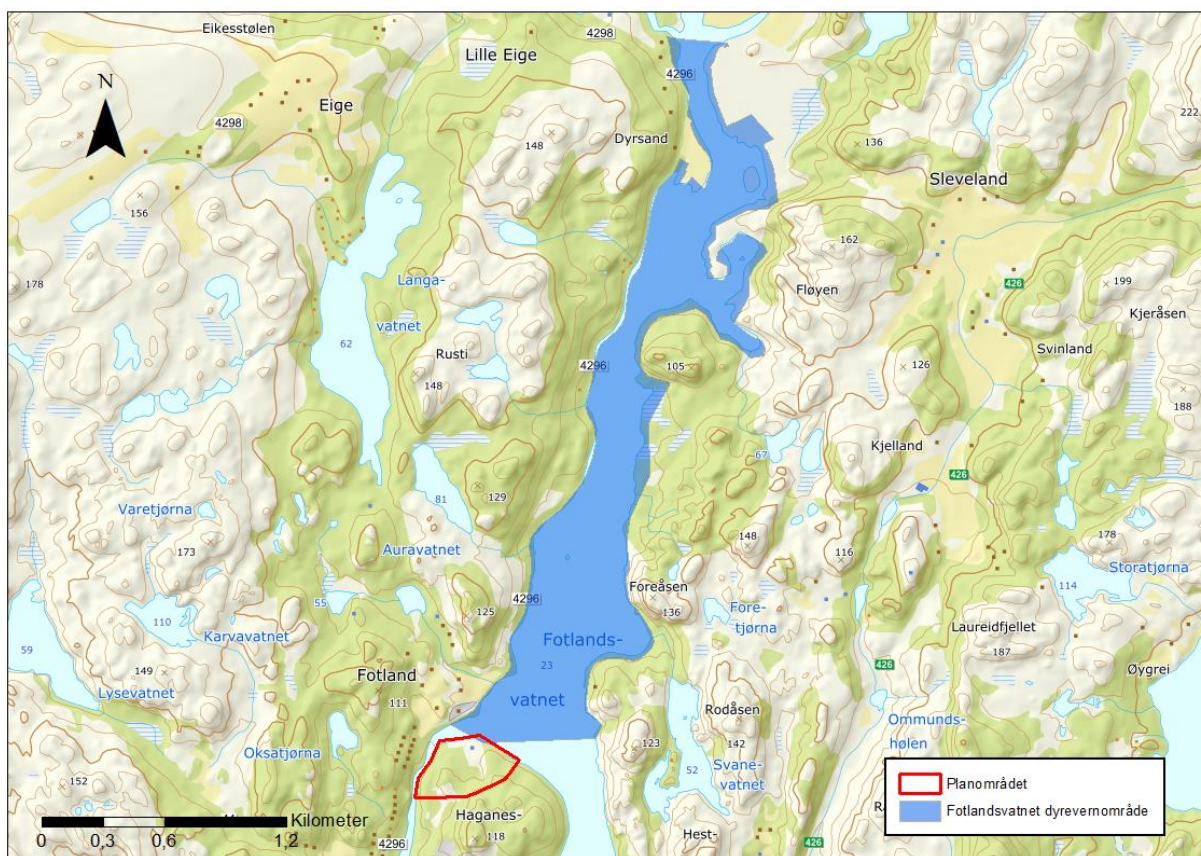 Eikesstølen
4298
Lille Eige
4296
N
Eige
4298
222
Dyrsand
148
136
Sleveland
156
162
426
178
Langa-
Fløyen
199
Kjeråsen
vatnet
62
Svinland
Rusti
4296
105
126
148
188
Kjelland
67
81
426
129
Varetjørna
148
178
173
Auravatnet
116
Storatjørna
55
Foreåsen
114
4296
136
Fore-
110
125
tjørna
Karvavatnet
Fotlands-
Laureidfjellet
59
187
149
23
426
Øygrei
Fotland
Lysevatnet
111
vatnet
Rodåsen
Ommunds-
Oksatjørna
123
142
hølen
Svane-
152
52
vatnet
Planområdet
Haganes-
Fotlandsvatnet dyrevernområde
Kilometer
118
Hest-
0 0,3 0,6 1,2
4296